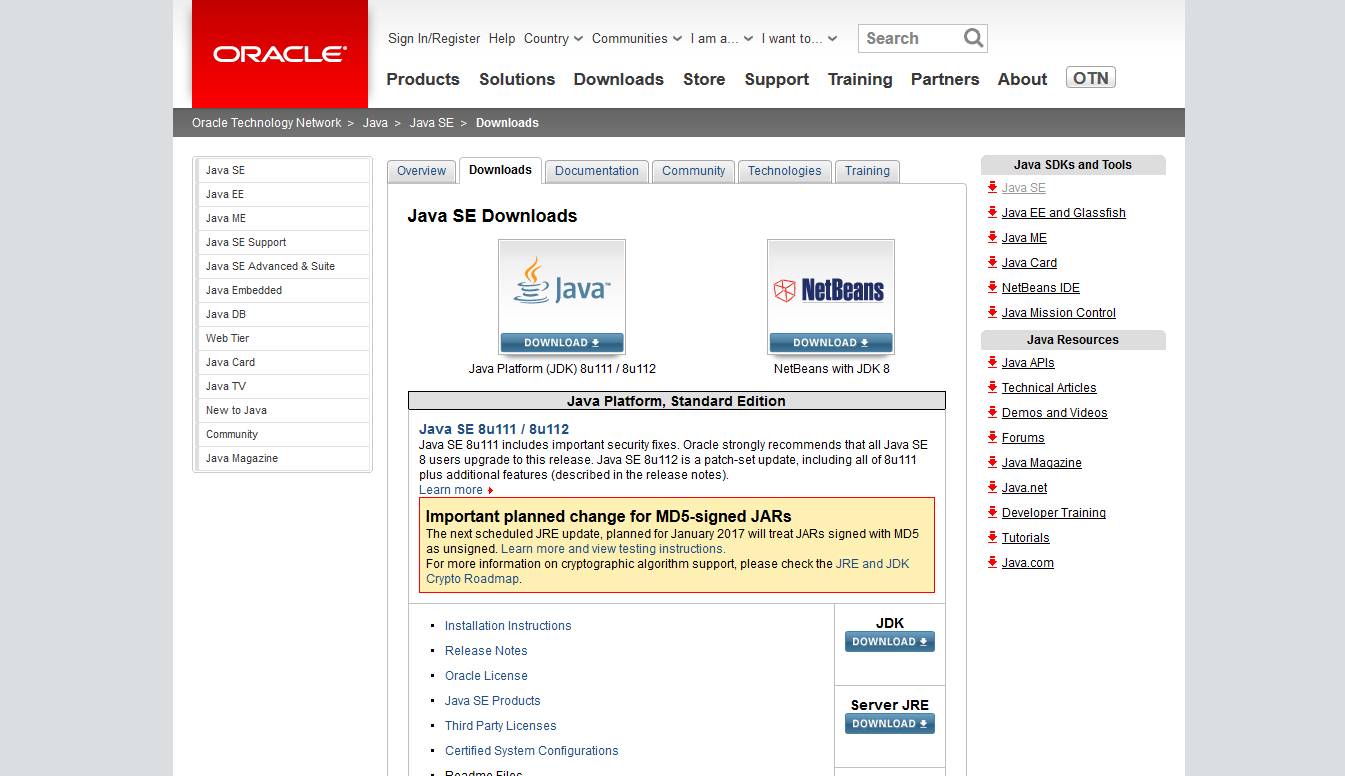 ORACLE
Sign In/Register Help Country Communities I am a... I want to... Search
Products Solutions Downloads Store Support Training Partners About OTN
Oracle Technology Network > Java > Java SE > Downloads
Java SE
Java EE
Java ME
Java SE Support
Java SE Advanced & Suite
Java Embedded
Java DB
Web Tier
Java Card
Java TV
New to Java
Community
Java Magazine
Overview Downloads Documentation Community Technologies Training
Java SE Downloads
Java™
DOWNLOAD
Java Platform (JDK) 8u111 / 8u112
NetBeans
DOWNLOAD
NetBeans with JDK 8
Java Platform, Standard Edition
Java SE 8u111 / 8u112
Java SE 8u111 includes important security fixes. Oracle strongly recommends that all Java SE
8 users upgrade to this release. Java SE 8u112 is a patch-set update, including all of 8u111
plus additional features (described in the release notes).
Learn more
Important planned change for MD5-signed JARs
The next scheduled JRE update, planned for January 2017 will treat JARs signed with MD5
as unsigned. Learn more and view testing instructions.
For more information on cryptographic algorithm support, please check the JRE and JDK
Crypto Roadmap.
Installation Instructions
Release Notes
Oracle License
Java SE Products
Third Party Licenses
Certified System Configurations
Readme Files
JDK
DOWNLOAD
Server JRE
DOWNLOAD
Java SDKs and Tools
Java SE
Java EE and Glassfish
Java ME
Java Card
NetBeans IDE
Java Mission Control
Java Resources
Java APIs
Technical Articles
Demos and Videos
Forums
Java Magazine
Java.net
Developer Training
Tutorials
Java.com